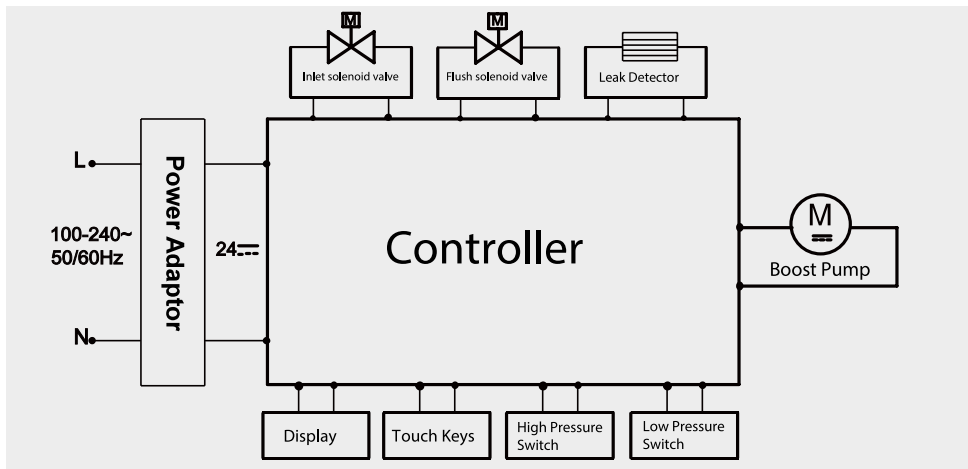 M
M
Inlet solenoid valve
Flush solenoid valve
Leak Detector
L
Power Adaptor
100-240~
50/60Hz
24
N
Controller
M
Boost Pump
Display
Touch Keys
High Pressure
Switch
Low Pressure
Switch